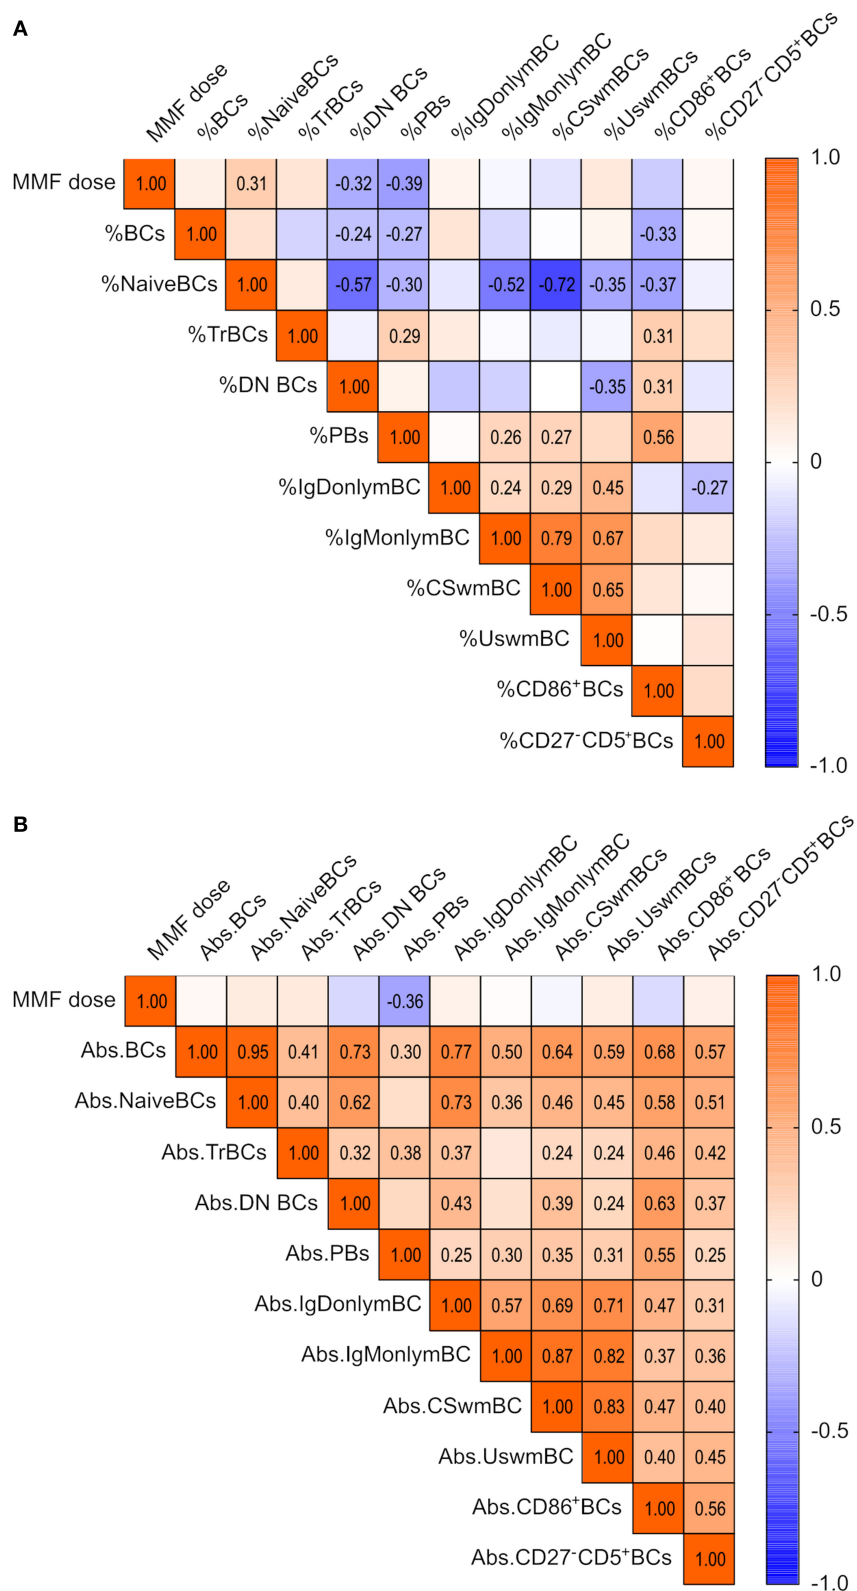 A
MMF dose %BCs %NaiveBCs %TrBCs %DN BCs %PBs %IgDonlymBC %IgMonlymBC %CSwmBCs %UswmBCs %CD86⁺BCs %CD27⁻CD5⁺BCs
MMF dose 1.00 0.31 -0.32 -0.39
%BCs 1.00 -0.24 -0.27 -0.33
%NaiveBCs 1.00 -0.57 -0.30 -0.52 -0.72 -0.35 -0.37
%TrBCs 1.00 0.29 0.31
%DN BCs 1.00 -0.35 0.31
%PBs 1.00 0.26 0.27 0.56
%IgDonlymBC 1.00 0.24 0.29 0.45 -0.27
%IgMonlymBC 1.00 0.79 0.67
%CSwmBC 1.00 0.65
%UswmBC 1.00
%CD86⁺BCs 1.00
%CD27⁻CD5⁺BCs 1.00
1.0
0.5
0
-0.5
-1.0
B
MMF dose Abs.BCs Abs.NaiveBCs Abs.TrBCs Abs.DN BCs Abs.PBs Abs.IgDonlymBC Abs.IgMonlymBC Abs.CSwmBCs Abs.UswmBCs Abs.CD86⁺BCs Abs.CD27⁻CD5⁺BCs
MMF dose 1.00 -0.36
Abs.BCs 1.00 0.95 0.41 0.73 0.30 0.77 0.50 0.64 0.59 0.68 0.57
Abs.NaiveBCs 1.00 0.40 0.62 0.73 0.36 0.46 0.45 0.58 0.51
Abs.TrBCs 1.00 0.32 0.38 0.37 0.24 0.24 0.46 0.42
Abs.DN BCs 1.00 0.43 0.39 0.24 0.63 0.37
Abs.PBs 1.00 0.25 0.30 0.35 0.31 0.55 0.25
Abs.IgDonlymBC 1.00 0.57 0.69 0.71 0.47 0.31
Abs.IgMonlymBC 1.00 0.87 0.82 0.37 0.36
Abs.CSwmBC 1.00 0.83 0.47 0.40
Abs.UswmBC 1.00 0.40 0.45
Abs.CD86⁺BCs 1.00 0.56
Abs.CD27⁻CD5⁺BCs 1.00
1.0
0.5
0
-0.5
-1.0